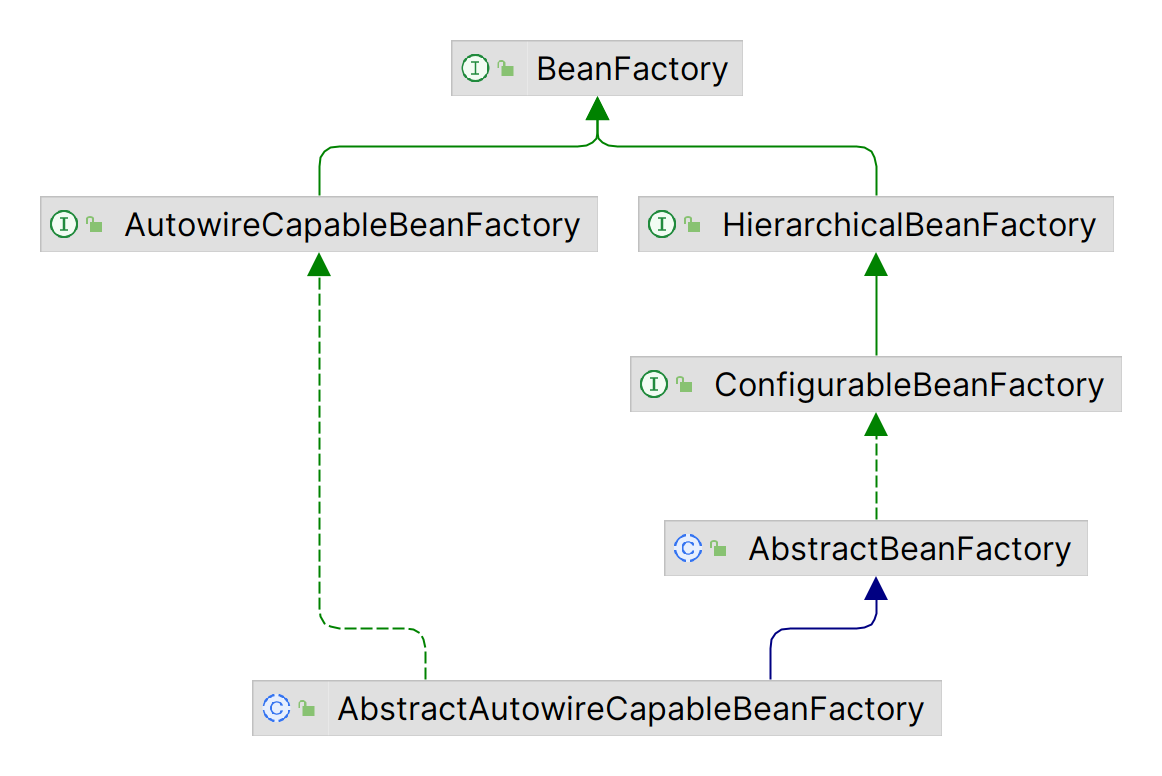 I BeanFactory
I AutowireCapableBeanFactory
I HierarchicalBeanFactory
I ConfigurableBeanFactory
C AbstractBeanFactory
C AbstractAutowireCapableBeanFactory